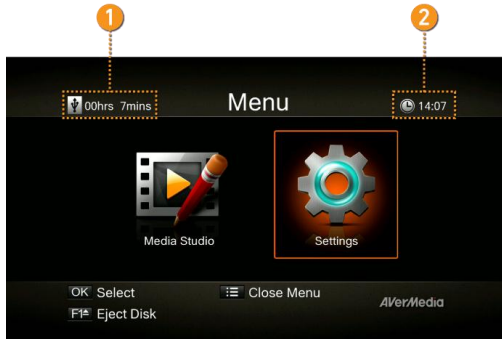 1
2
00hrs 7mins
Menu
14:07
Media Studio
Settings
OK Select
Close Menu
F1 Eject Disk
AVerMedia